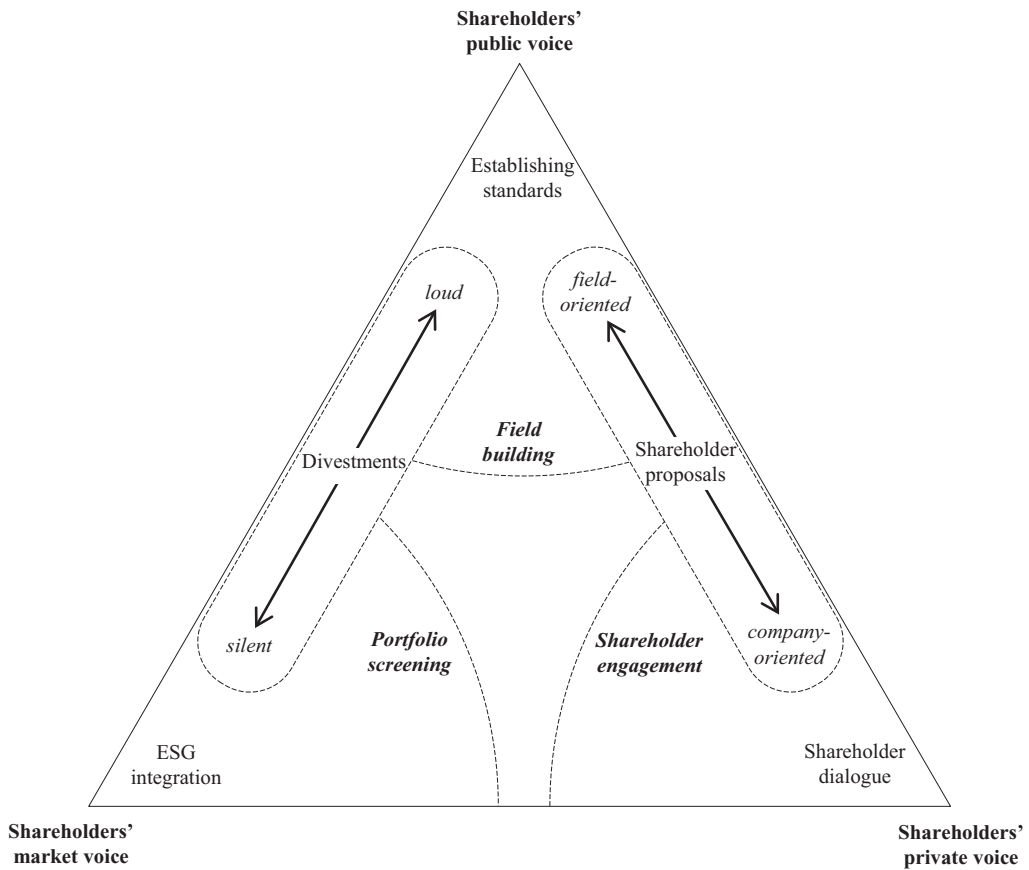 Shareholders'
public voice
Establishing
standards
loud
field-
oriented
Field
building
Divestments
Shareholder
proposals
silent
Portfolio
screening
Shareholder
engagement
company-
oriented
ESG
integration
Shareholder
dialogue
Shareholders'
market voice
Shareholders'
private voice